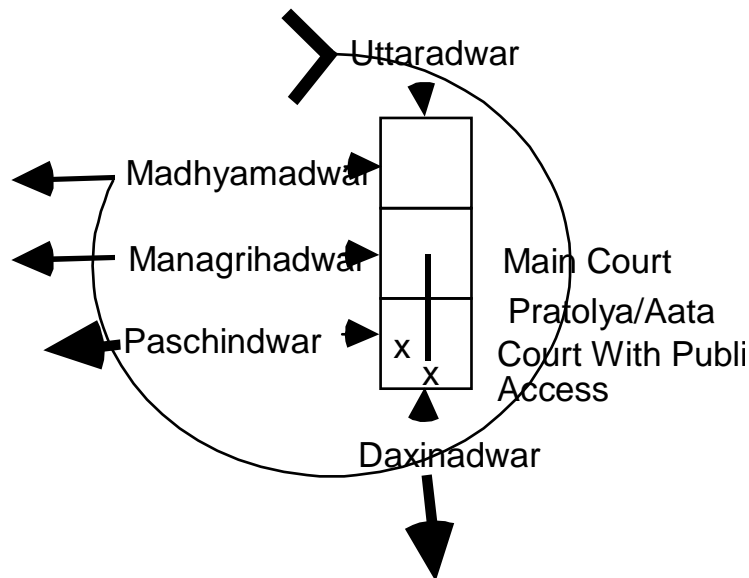 Uttaradwar
Madhyamadwar
Managrihadwar
Main Court
Pratolya/Aata
Paschindwar
x
Court With Publi
x
Access
Daxinadwar